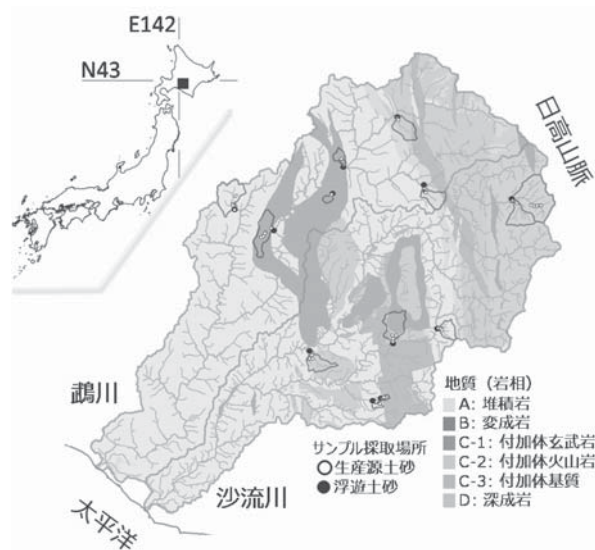 E142
N43
日高山脈
鵡川
沙流川
太平洋
サンプル採取場所
生産源土砂
浮遊土砂
地質（岩相）
A: 堆積岩
B: 変成岩
C-1: 付加体玄武岩
C-2: 付加体火山岩
C-3: 付加体基質
D: 深成岩